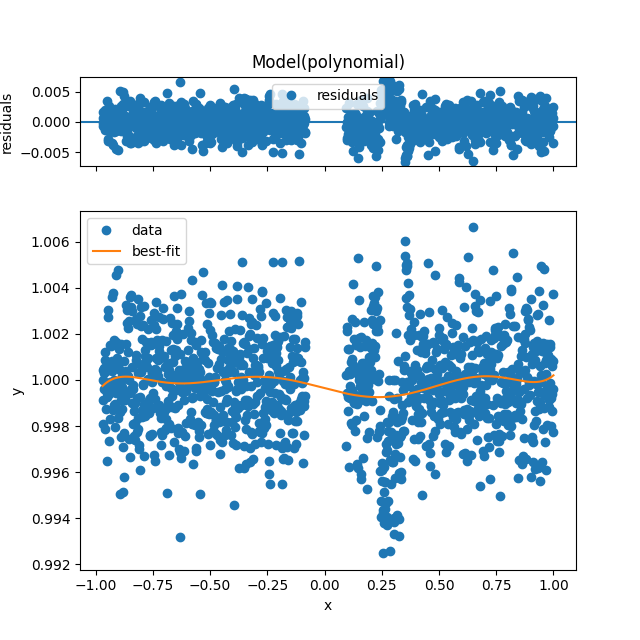 Model(polynomial)
residuals
0.005
0.000
−0.005
residuals
data
best-fit
y
1.006
1.004
1.002
1.000
0.998
0.996
0.994
0.992
−1.00 −0.75 −0.50 −0.25 0.00 0.25 0.50 0.75 1.00
x